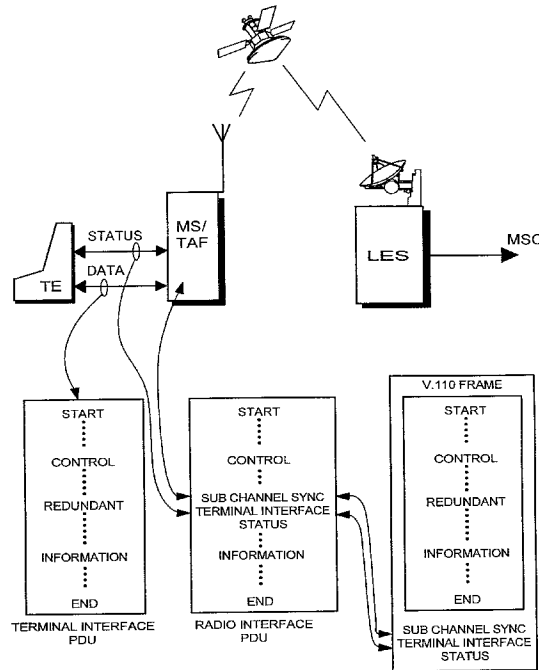 STATUS
DATA
TE
MS/
TAF
LES
MSC
START
CONTROL
REDUNDANT
INFORMATION
END
TERMINAL INTERFACE
PDU
START
CONTROL
SUB CHANNEL SYNC
TERMINAL INTERFACE
STATUS
INFORMATION
END
RADIO INTERFACE
PDU
V.110 FRAME
START
CONTROL
REDUNDANT
INFORMATION
END
SUB CHANNEL SYNC
TERMINAL INTERFACE
STATUS